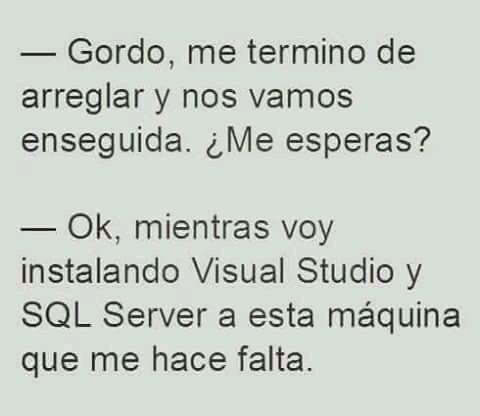 — Gordo, me termino de
arreglar y nos vamos
enseguida. ¿Me esperas?
— Ok, mientras voy
instalando Visual Studio y
SQL Server a esta máquina
que me hace falta.